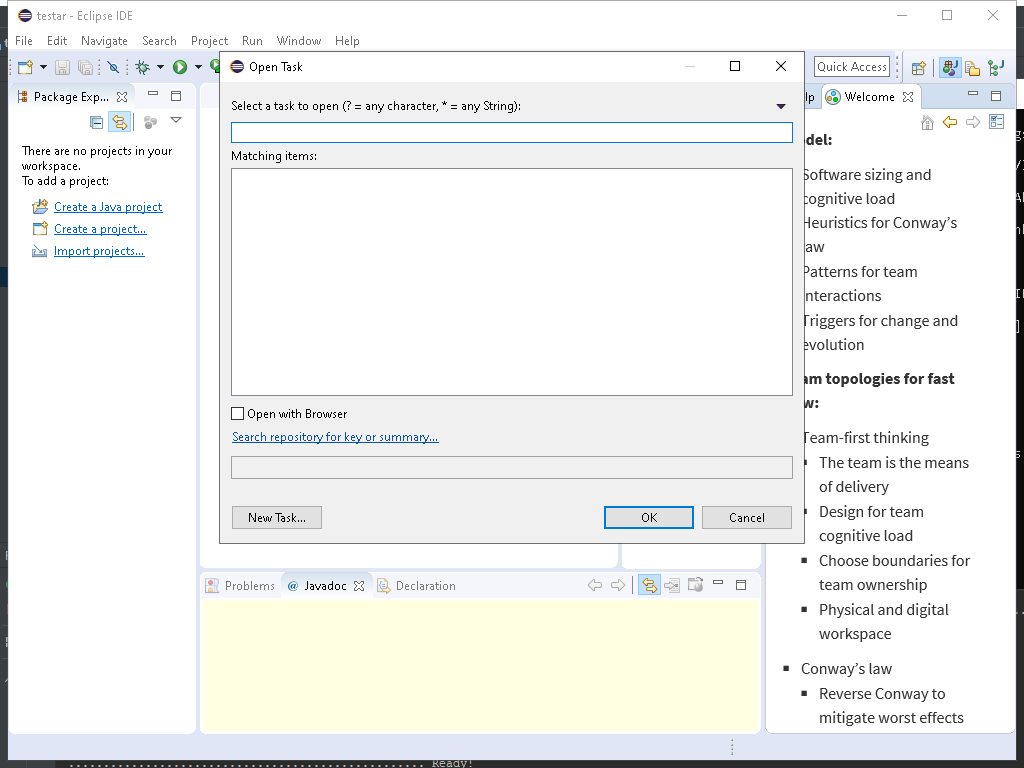 testar - Eclipse IDE
File Edit Navigate Search Project Run Window Help
Quick Access
Package Exp...
There are no projects in your
workspace.
To add a project:
Create a Java project
Create a project...
Import projects...
Open Task
Select a task to open (? = any character, * = any String):
Matching items:
Open with Browser
Search repository for key or summary...
New Task...
OK
Cancel
Problems
@ Javadoc
Declaration
lp
Welcome
del:
Software sizing and
cognitive load
Heuristics for Conway’s
aw
Patterns for team
nteractions
Triggers for change and
evolution
am topologies for fast
w:
Team-first thinking
▪ The team is the means
of delivery
▪ Design for team
cognitive load
▪ Choose boundaries for
team ownership
▪ Physical and digital
workspace
▪ Conway’s law
▪ Reverse Conway to
mitigate worst effects
Ready!